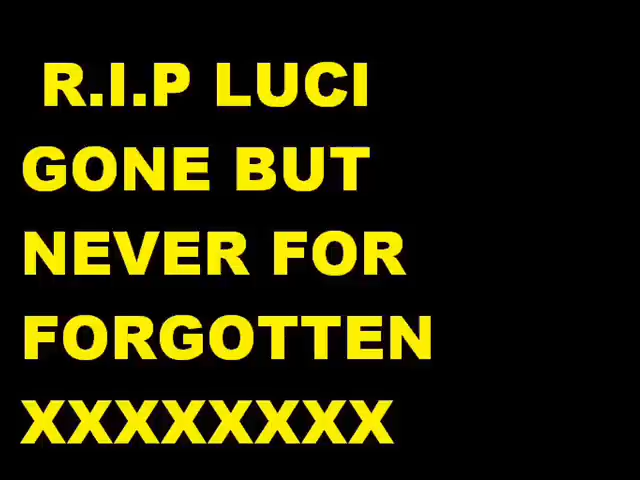 R.I.P LUCI
GONE BUT
NEVER FOR
FORGOTTEN
XXXXXXXX